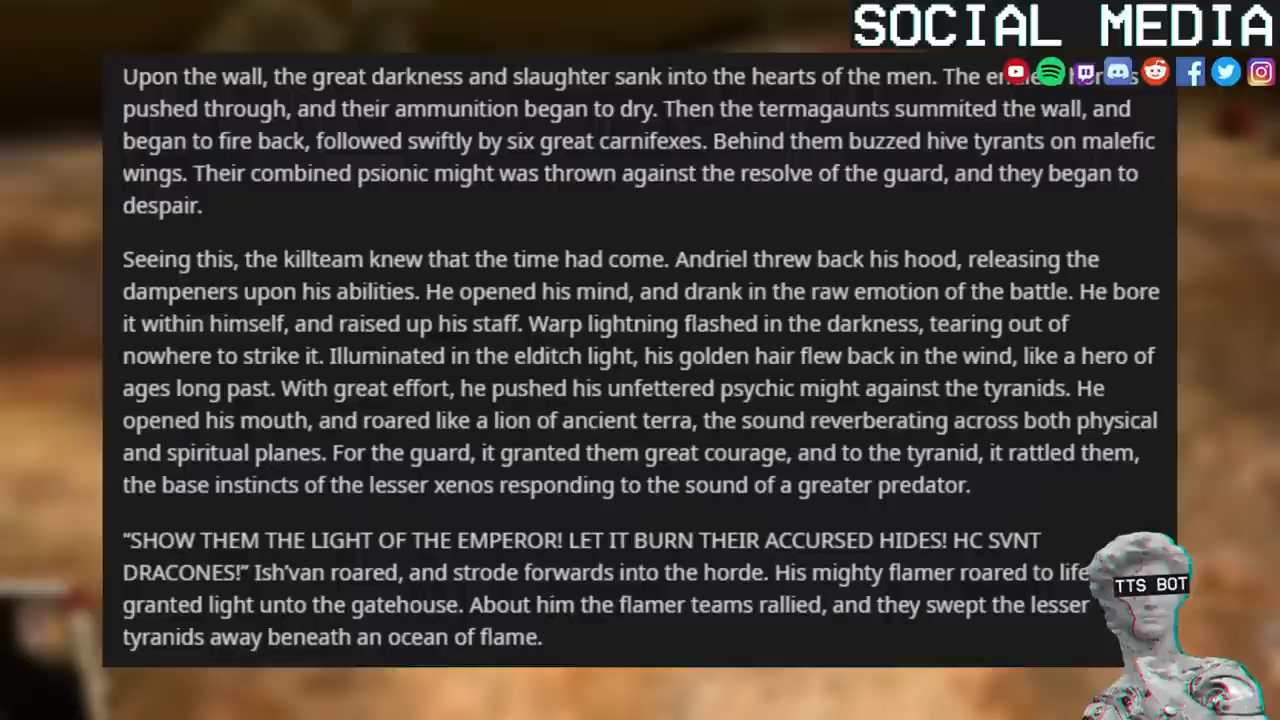 SOCIAL MEDIA
Upon the wall, the great darkness and slaughter sank into the hearts of the men. The
pushed through, and their ammunition began to dry. Then the termagaunts summited the wall, and
began to fire back, followed swiftly by six great carnifexes. Behind them buzzed hive tyrants on malefic
wings. Their combined psionic might was thrown against the resolve of the guard, and they began to
despair.
Seeing this, the killteam knew that the time had come. Andriel threw back his hood, releasing the
dampeners upon his abilities. He opened his mind, and drank in the raw emotion of the battle. He bore
it within himself, and raised up his staff. Warp lightning flashed in the darkness, tearing out of
nowhere to strike it. Illuminated in the elditch light, his golden hair flew back in the wind, like a hero of
ages long past. With great effort, he pushed his unfettered psychic might against the tyranids. He
opened his mouth, and roared like a lion of ancient terra, the sound reverberating across both physical
and spiritual planes. For the guard, it granted them great courage, and to the tyranid, it rattled them,
the base instincts of the lesser xenos responding to the sound of a greater predator.
“SHOW THEM THE LIGHT OF THE EMPEROR! LET IT BURN THEIR ACCURSED HIDES! HC SVNT
DRACONES!” Ish’van roared, and strode forwards into the horde. His mighty flamer roared to life
granted light unto the gatehouse. About him the flamer teams rallied, and they swept the lesser
tyranids away beneath an ocean of flame.
TTS BOT